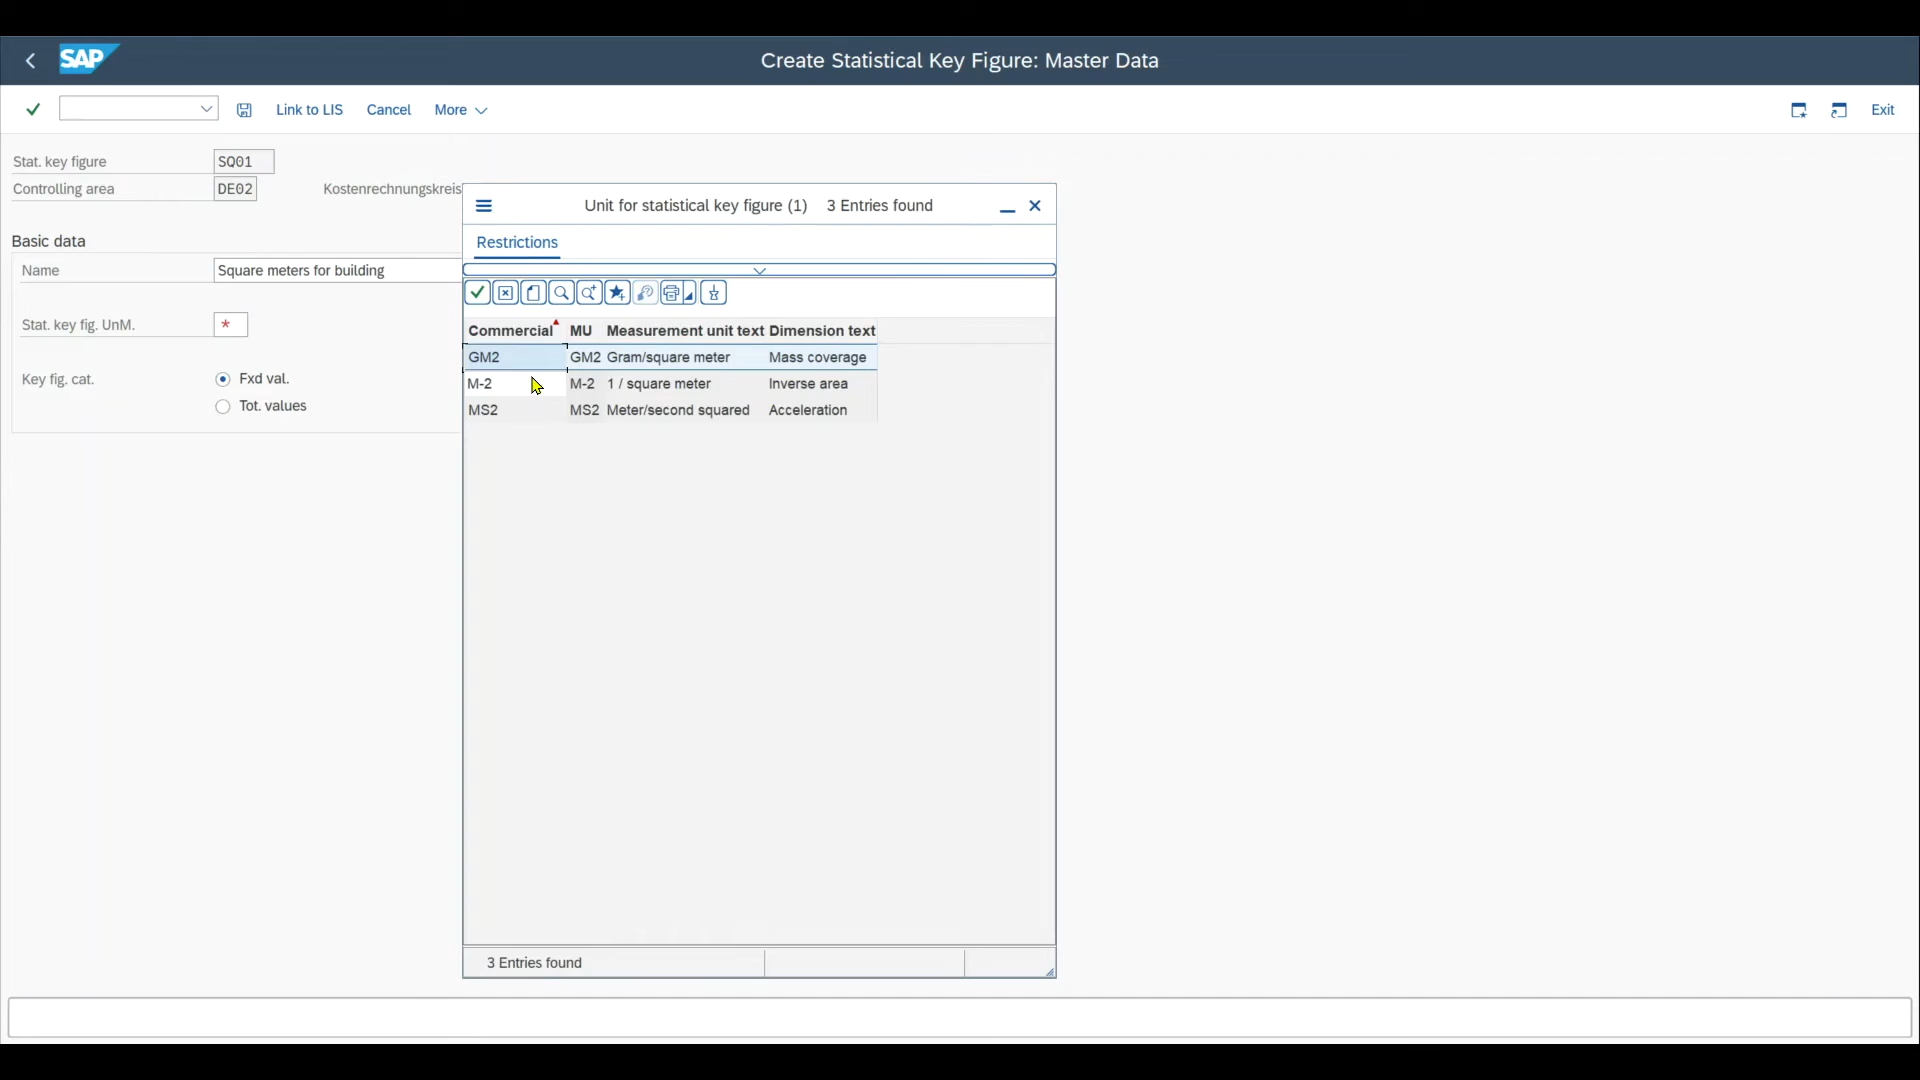 SAP
Create Statistical Key Figure: Master Data
Link to LIS Cancel More Exit
Stat. key figure SQ01
Controlling area DE02 Kostenrechnungskreis
Basic data
Name Square meters for building
Stat. key fig. UnM. *
Key fig. cat. Fxd val.
Tot. values
Unit for statistical key figure (1) 3 Entries found
Restrictions
Commercial MU Measurement unit text Dimension text
GM2 GM2 Gram/square meter Mass coverage
M-2 M-2 1 / square meter Inverse area
MS2 MS2 Meter/second squared Acceleration
3 Entries found